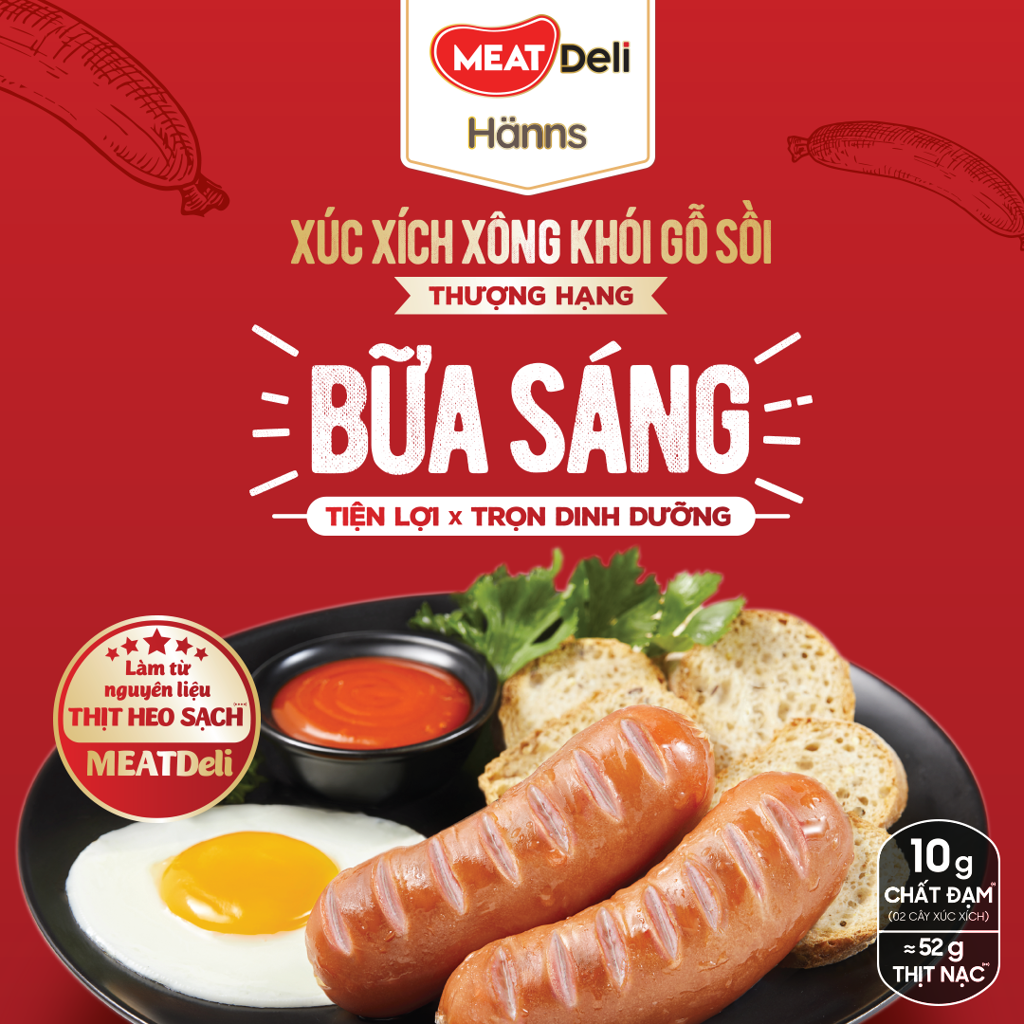 MEAT Deli
Hänns
XÚC XÍCH XÔNG KHÓI GỖ SỒI
THƯỢNG HẠNG
BỮA SÁNG
TIỆN LỢI x TRỌN DINH DƯỠNG
Làm từ
nguyên liệu
THỊT HEO SẠCH
MEATDeli
10g
CHẤT ĐẠM
(02 CÂY XÚC XÍCH)
≈52g
THỊT NẠC